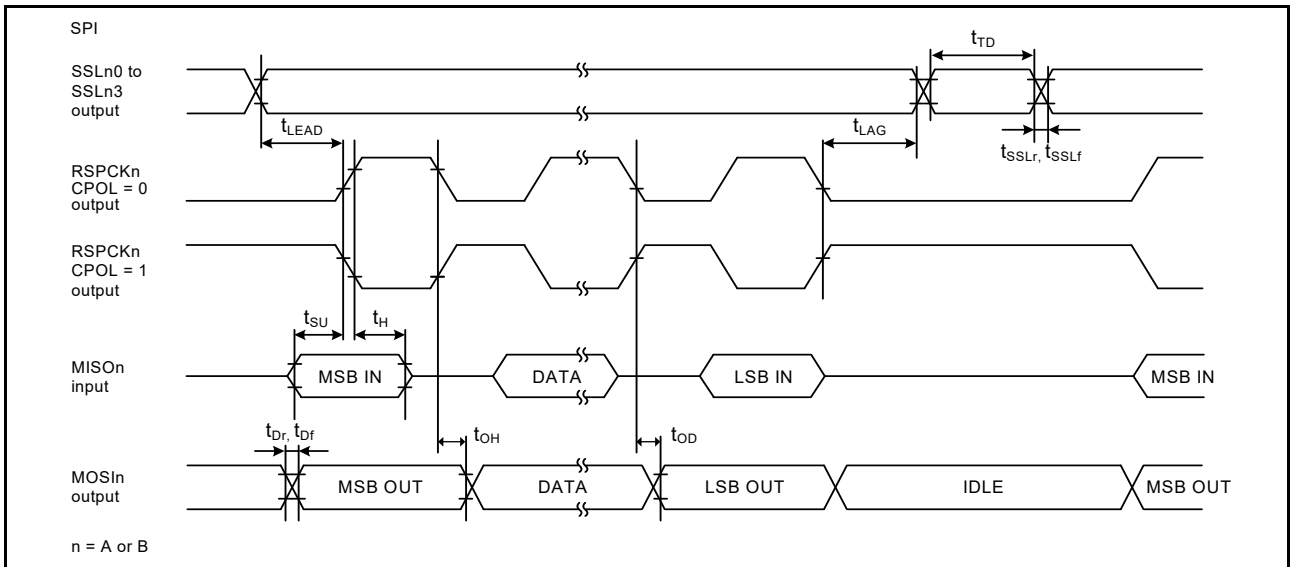 SPI
tTD
SSLn0 to
SSLn3
output
tLEAD
tLAG
tSSLr, tSSLf
RSPCKn
CPOL = 0
output
RSPCKn
CPOL = 1
output
tSU
tH
MISOn
input
MSB IN
DATA
LSB IN
MSB IN
tDr, tDf
tOH
tOD
MOSIn
output
MSB OUT
DATA
LSB OUT
IDLE
MSB OUT
n = A or B